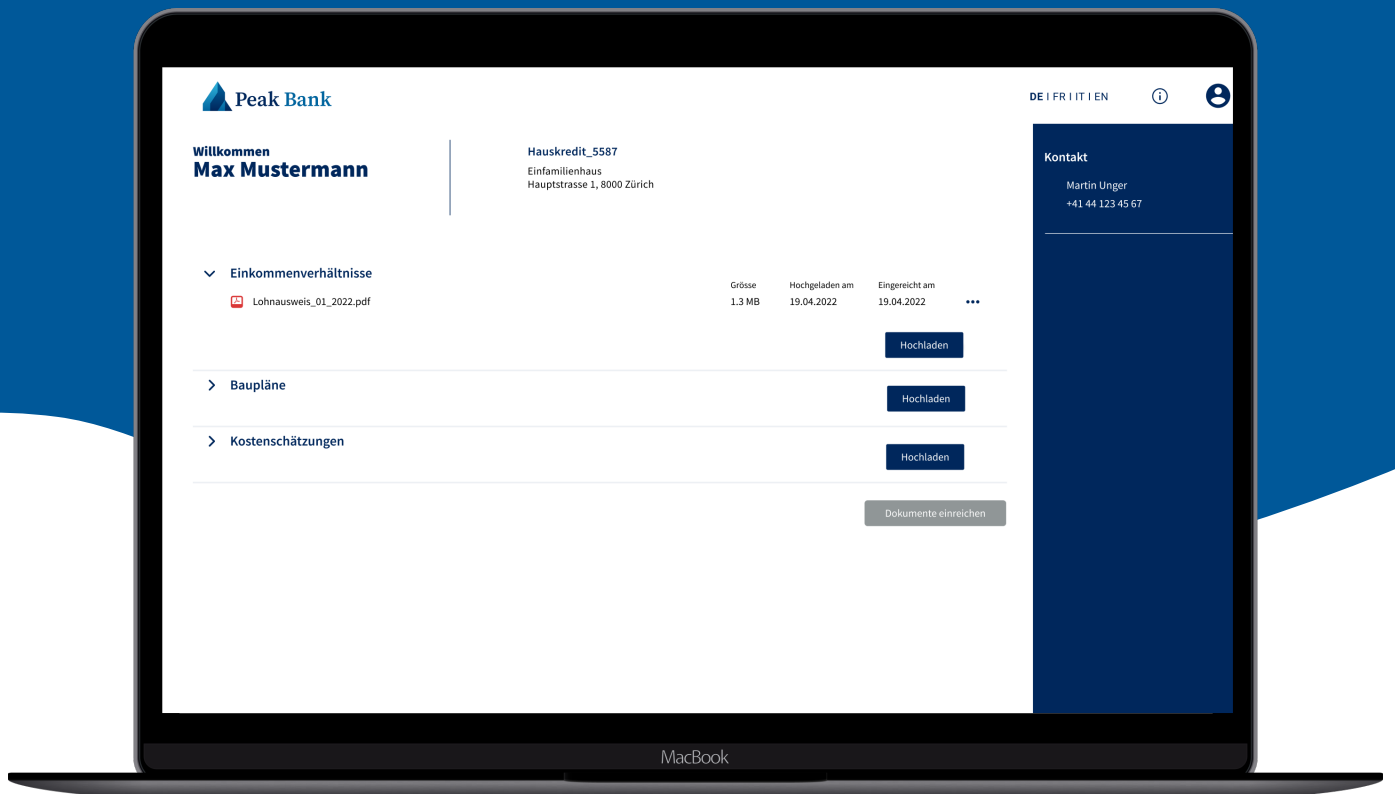 Peak Bank
DE I FR I IT I EN
Willkommen
Max Mustermann
Hauskredit_5587
Einfamilienhaus
Hauptstrasse 1, 8000 Zürich
Kontakt
Martin Unger
+41 44 123 45 67
Einkommenverhältnisse
Grösse Hochgeladen am Eingereicht am
Lohnausweis_01_2022.pdf 1.3 MB 19.04.2022 19.04.2022
Hochladen
Baupläne
Hochladen
Kostenschätzungen
Hochladen
Dokumente einreichen
MacBook